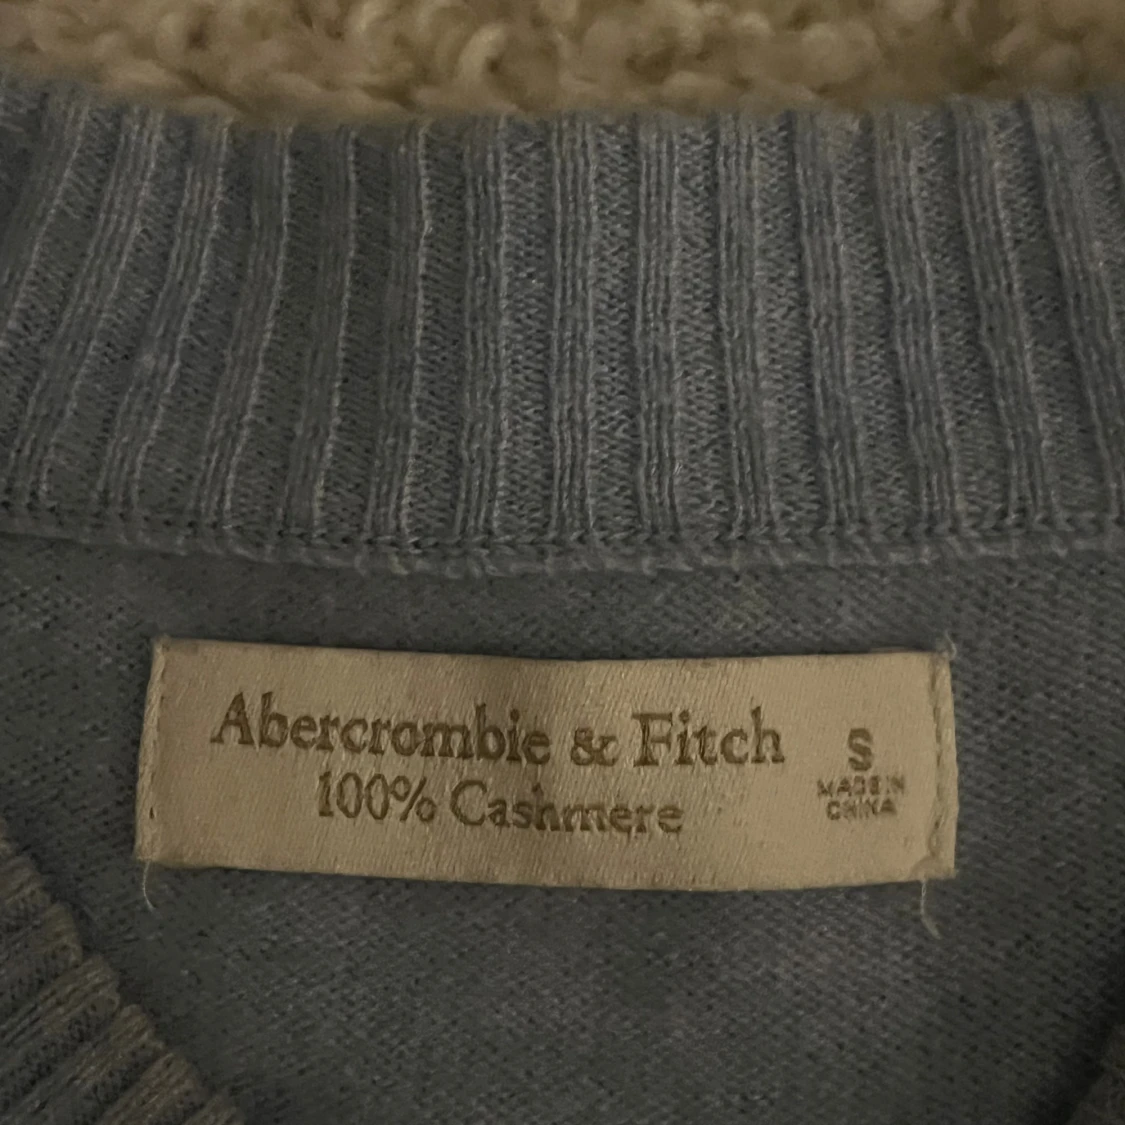 Abercrombie & Fitch
100% Cashmere
S
MADE IN
CHINA